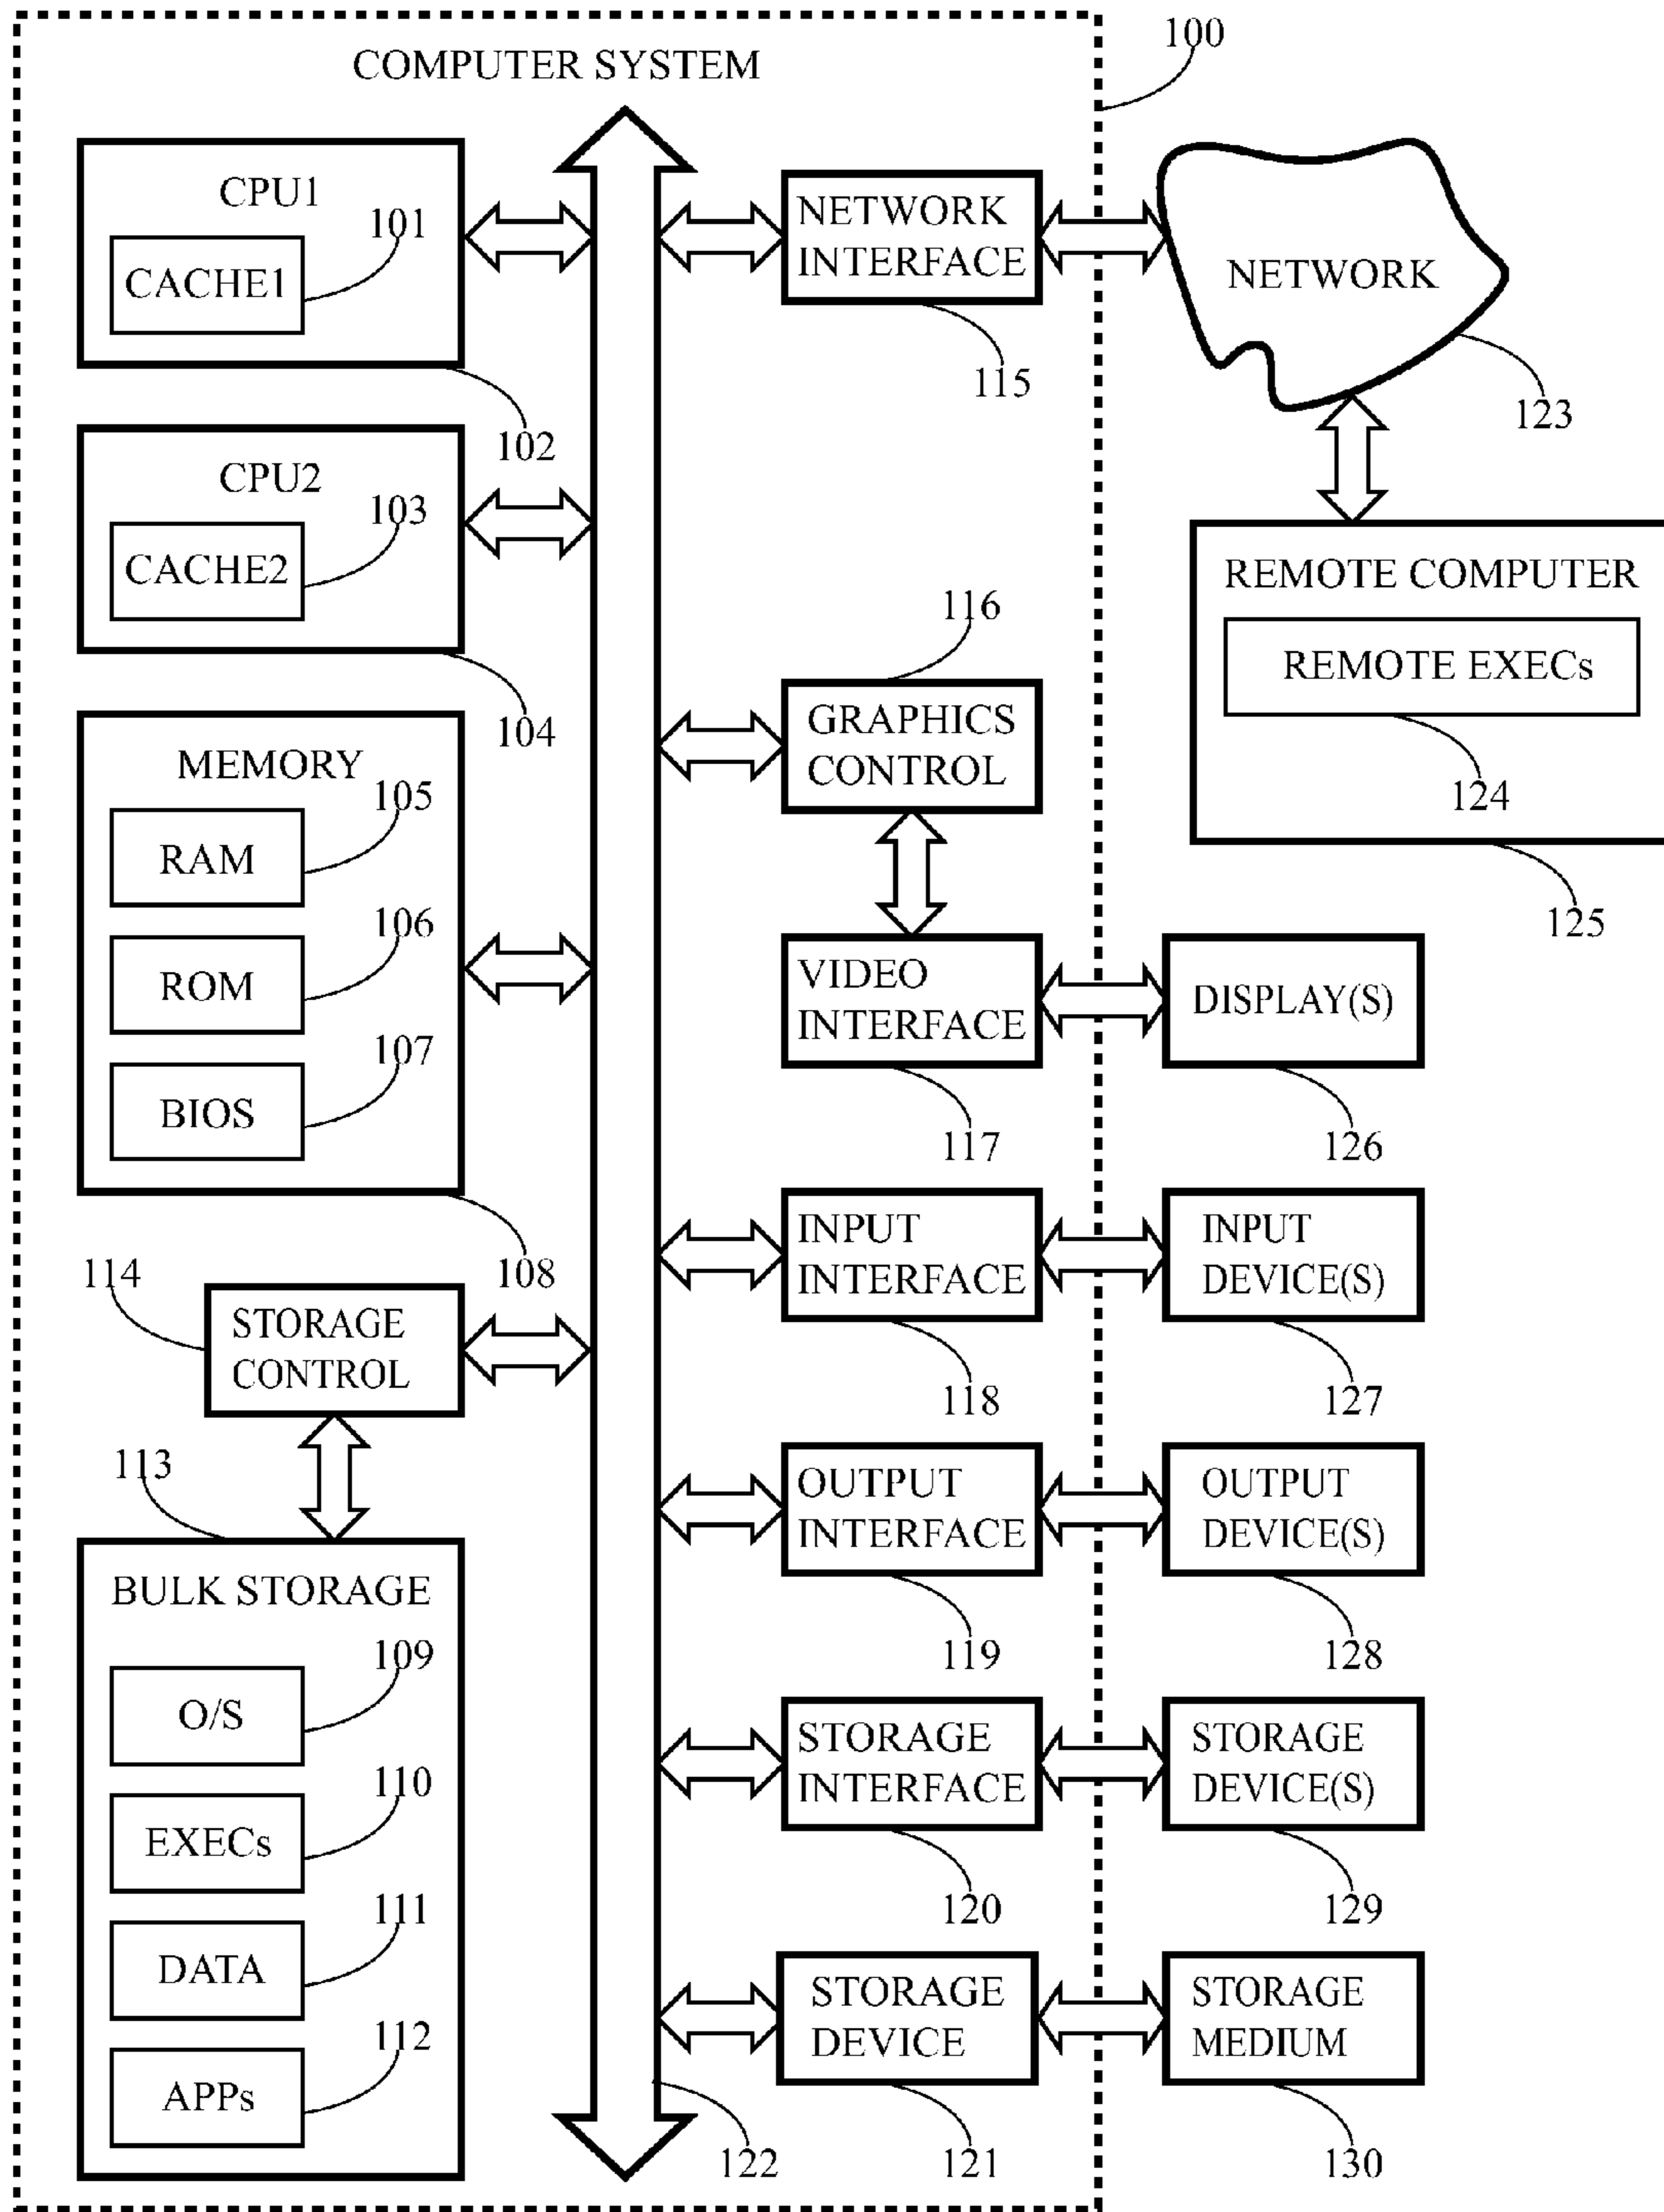 COMPUTER SYSTEM
100
CPU1
101
CACHE1
102
CPU2
103
CACHE2
104
MEMORY
105
RAM
106
ROM
107
BIOS
108
114
STORAGE
CONTROL
113
BULK STORAGE
109
O/S
110
EXECs
111
DATA
112
APPs
NETWORK
INTERFACE
115
NETWORK
123
REMOTE COMPUTER
REMOTE EXECs
124
125
116
GRAPHICS
CONTROL
VIDEO
INTERFACE
117
DISPLAY(S)
126
INPUT
INTERFACE
118
INPUT
DEVICE(S)
127
OUTPUT
INTERFACE
119
OUTPUT
DEVICE(S)
128
STORAGE
INTERFACE
120
STORAGE
DEVICE(S)
129
STORAGE
DEVICE
121
STORAGE
MEDIUM
130
122